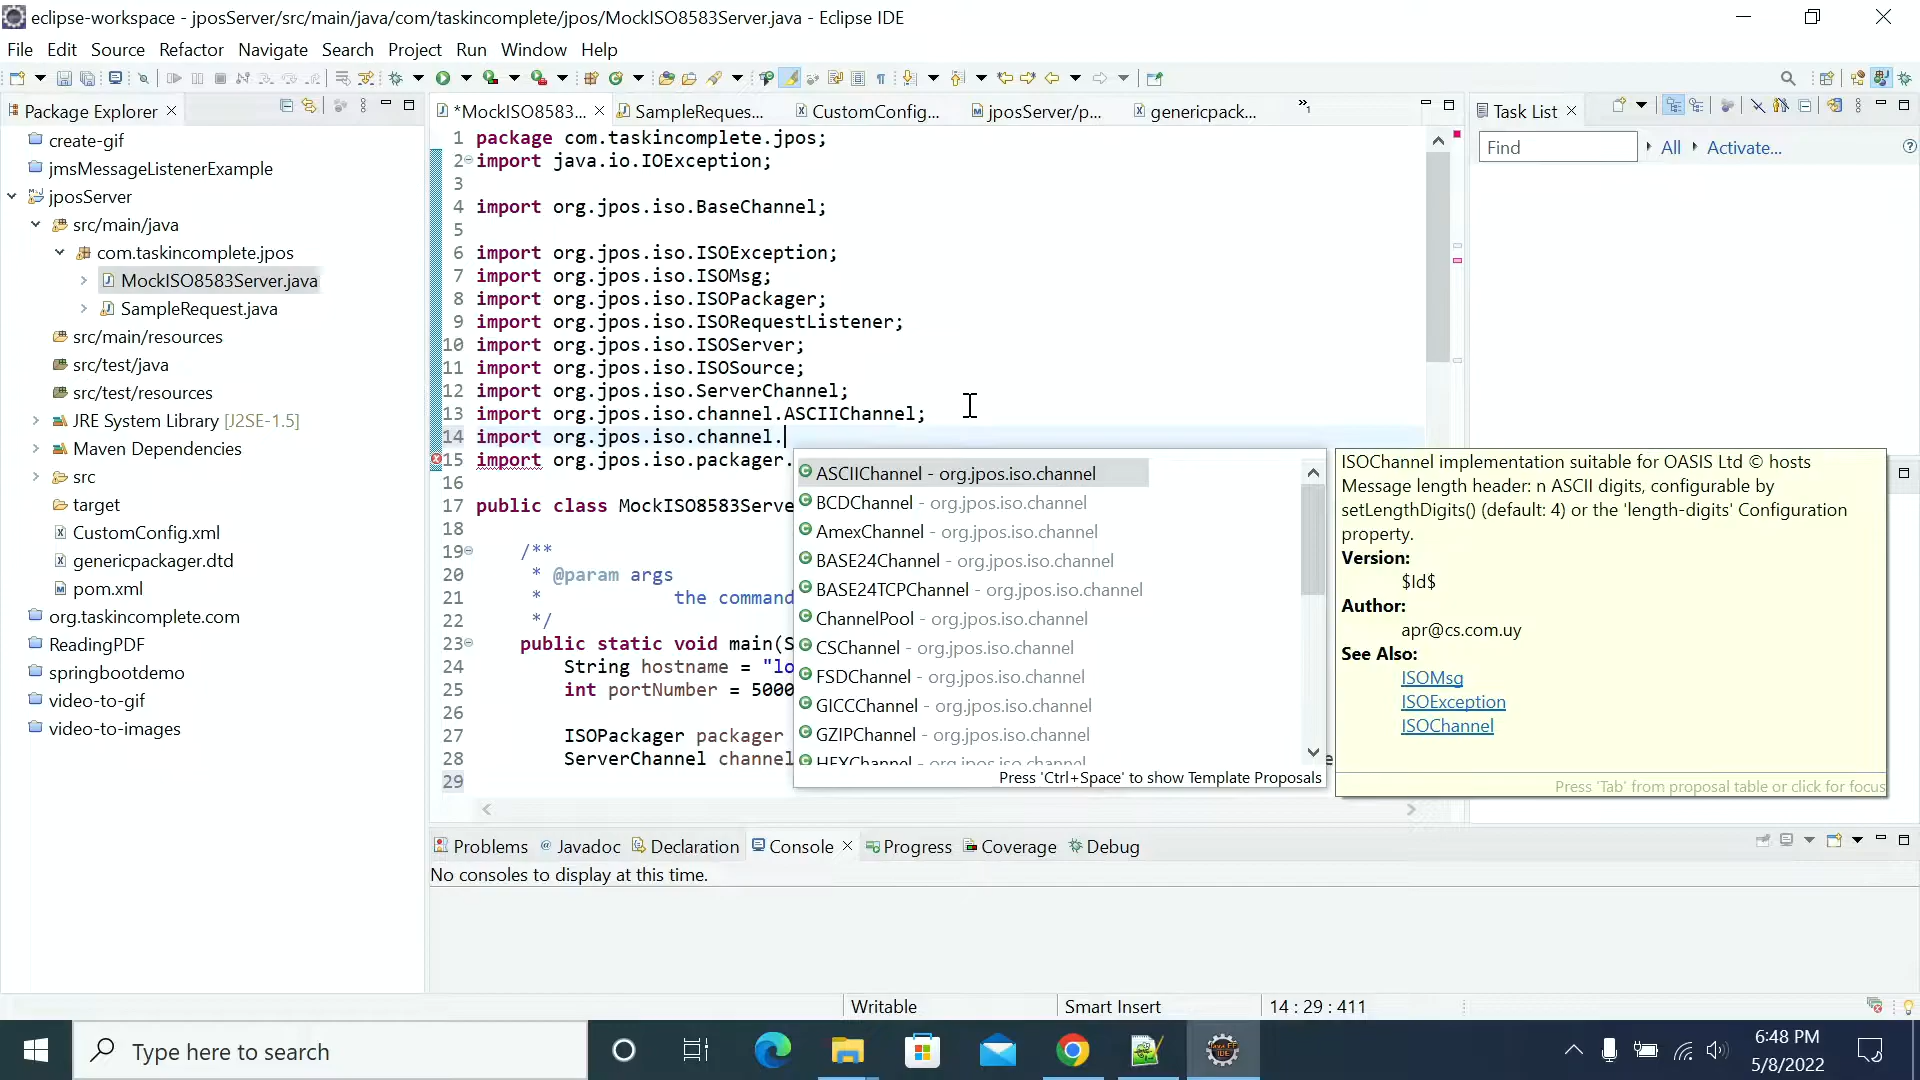 eclipse-workspace - jposServer/src/main/java/com/taskincomplete/jpos/MockISO8583Server.java - Eclipse IDE
File Edit Source Refactor Navigate Search Project Run Window Help
Package Explorer
create-gif
jmsMessageListenerExample
jposServer
src/main/java
com.taskincomplete.jpos
MockISO8583Server.java
SampleRequest.java
src/main/resources
src/test/java
src/test/resources
JRE System Library [J2SE-1.5]
Maven Dependencies
src
target
CustomConfig.xml
genericpackager.dtd
pom.xml
org.taskincomplete.com
ReadingPDF
springbootdemo
video-to-gif
video-to-images
*MockISO8583... SampleReques... CustomConfig... jposServer/p... genericpack... »1
1 package com.taskincomplete.jpos;
2 import java.io.IOException;
3
4 import org.jpos.iso.BaseChannel;
5
6 import org.jpos.iso.ISOException;
7 import org.jpos.iso.ISOMsg;
8 import org.jpos.iso.ISOPackager;
9 import org.jpos.iso.ISORequestListener;
10 import org.jpos.iso.ISOServer;
11 import org.jpos.iso.ISOSource;
12 import org.jpos.iso.ServerChannel;
13 import org.jpos.iso.channel.ASCIIChannel;
14 import org.jpos.iso.channel.
15 import org.jpos.iso.packager.
16
17 public class MockISO8583Serve
18
19 /**
20 * @param args
21 * the command
22 */
23 public static void main(S
24 String hostname = "lo
25 int portNumber = 5000
26
27 ISOPackager packager
28 ServerChannel channel e
29
ASCIIChannel - org.jpos.iso.channel
BCDChannel - org.jpos.iso.channel
AmexChannel - org.jpos.iso.channel
BASE24Channel - org.jpos.iso.channel
BASE24TCPChannel - org.jpos.iso.channel
ChannelPool - org.jpos.iso.channel
CSChannel - org.jpos.iso.channel
FSDChannel - org.jpos.iso.channel
GICCChannel - org.jpos.iso.channel
GZIPChannel - org.jpos.iso.channel
HEXChannel - org.jpos.iso.channel
Press 'Ctrl+Space' to show Template Proposals
ISOChannel implementation suitable for OASIS Ltd © hosts
Message length header: n ASCII digits, configurable by
setLengthDigits() (default: 4) or the 'length-digits' Configuration
property.
Version:
$Id$
Author:
apr@cs.com.uy
See Also:
ISOMsg
ISOException
ISOChannel
Press 'Tab' from proposal table or click for focus
Task List
Find All Activate...
Problems Javadoc Declaration Console Progress Coverage Debug
No consoles to display at this time.
Writable Smart Insert 14 : 29 : 411
Type here to search
6:48 PM
5/8/2022